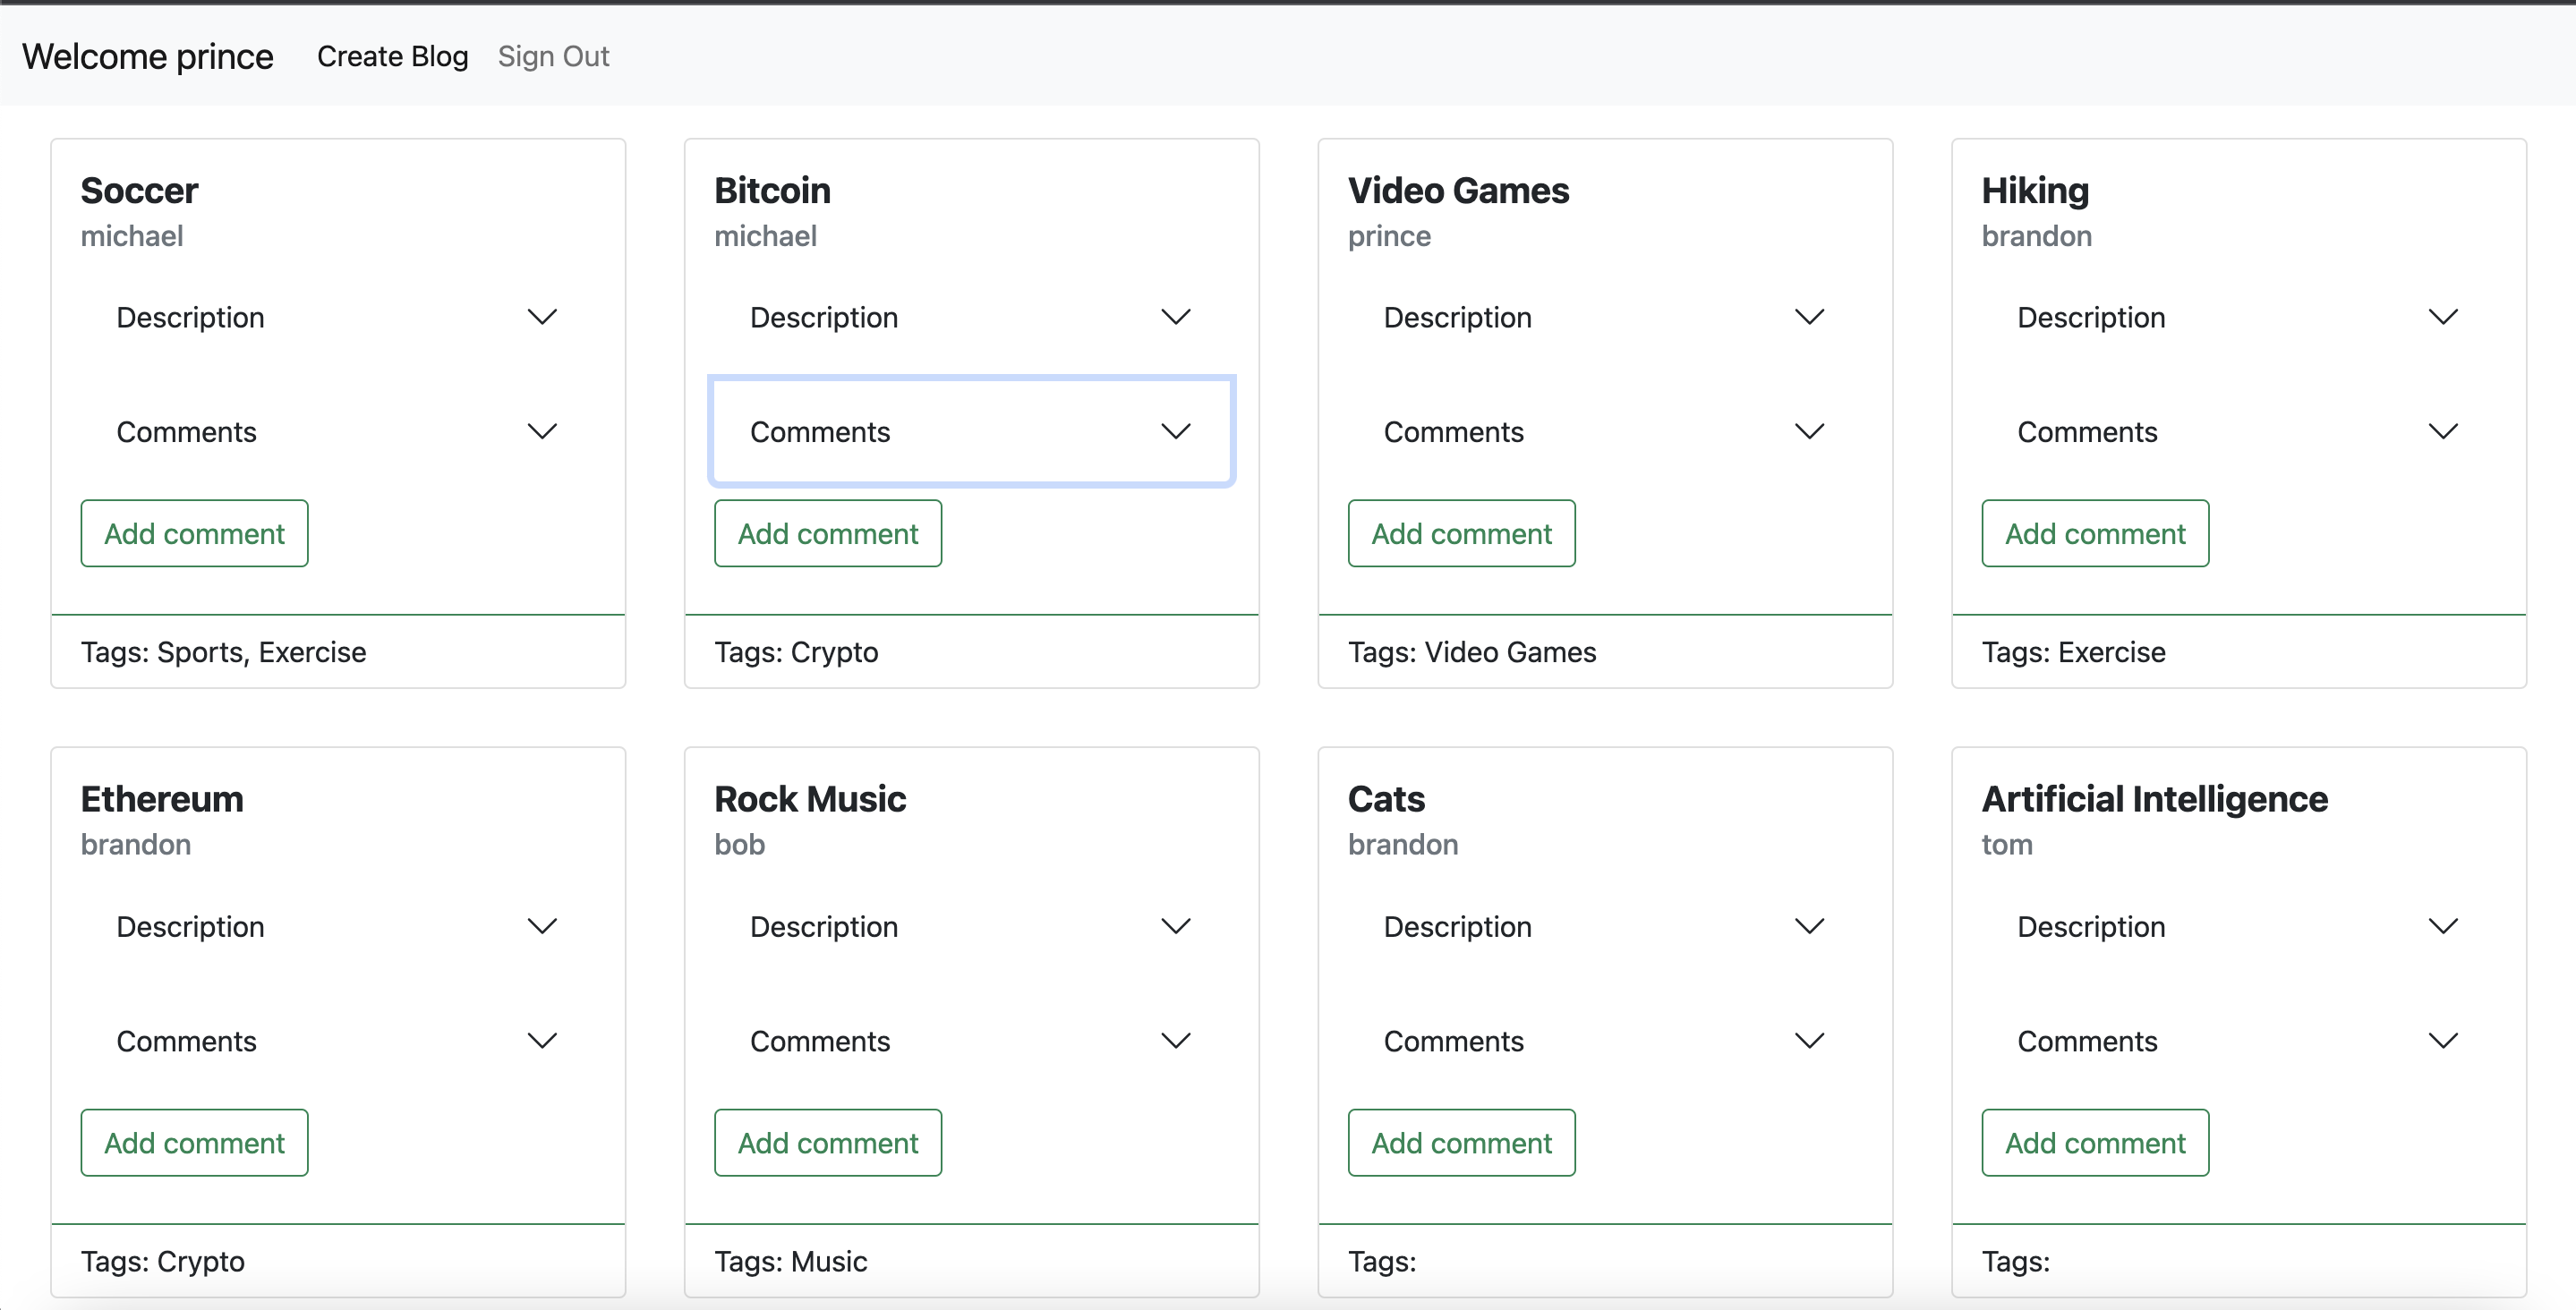 Welcome prince Create Blog Sign Out
Soccer
michael
Description
Comments
Add comment
Tags: Sports, Exercise
Bitcoin
michael
Description
Comments
Add comment
Tags: Crypto
Video Games
prince
Description
Comments
Add comment
Tags: Video Games
Hiking
brandon
Description
Comments
Add comment
Tags: Exercise
Ethereum
brandon
Description
Comments
Add comment
Tags: Crypto
Rock Music
bob
Description
Comments
Add comment
Tags: Music
Cats
brandon
Description
Comments
Add comment
Tags:
Artificial Intelligence
tom
Description
Comments
Add comment
Tags: